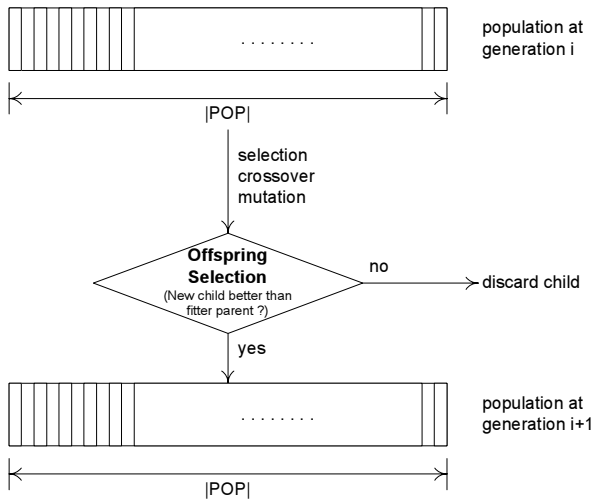 . . . . . . . .
population at
generation i
|POP|
selection
crossover
mutation
Offspring
Selection
(New child better than
fitter parent ?)
no
discard child
yes
. . . . . . . .
population at
generation i+1
|POP|